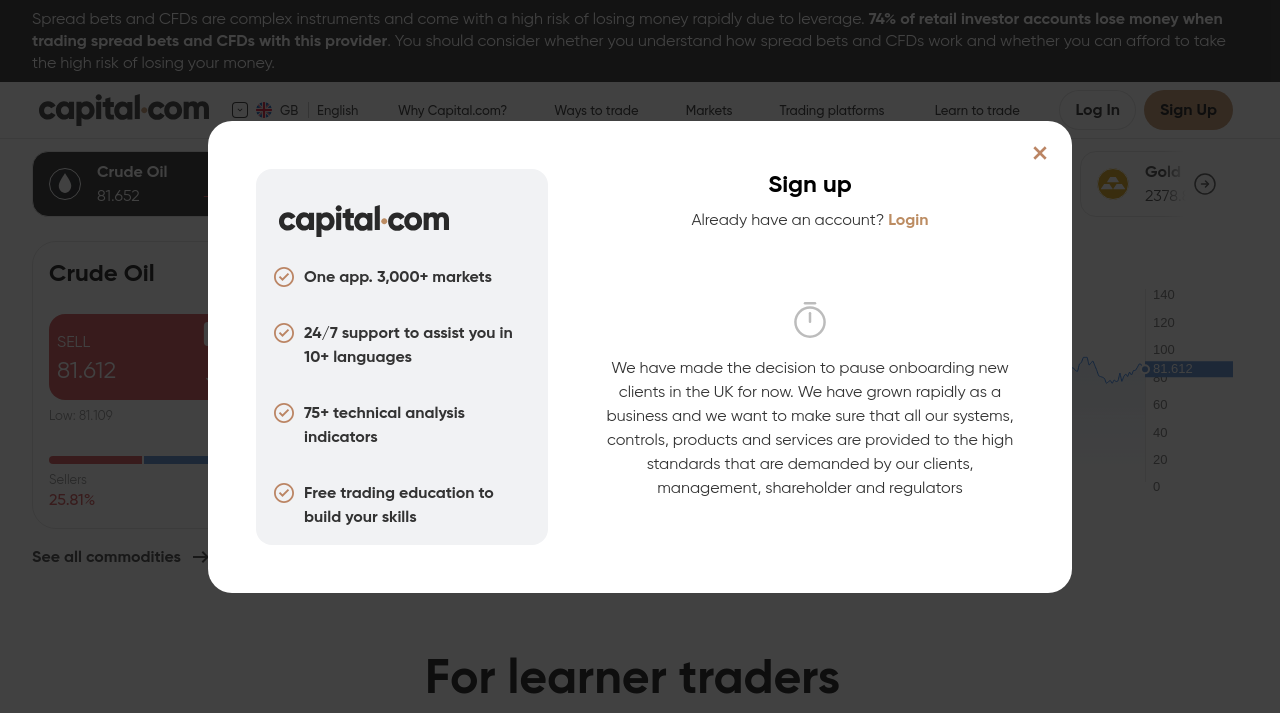 Spread bets and CFDs are complex instruments and come with a high risk of losing money rapidly due to leverage. 74% of retail investor accounts lose money when
trading spread bets and CFDs with this provider. You should consider whether you understand how spread bets and CFDs work and whether you can afford to take
the high risk of losing your money.
capital.com
GB
English
Why Capital.com?
Ways to trade
Markets
Trading platforms
Learn to trade
Log In
Sign Up
Crude Oil
81.652
Gold
2378
Crude Oil
SELL
81.612
Low: 81.109
Sellers
25.81%
See all commodities
capital.com
One app. 3,000+ markets
24/7 support to assist you in
10+ languages
75+ technical analysis
indicators
Free trading education to
build your skills
Sign up
Already have an account? Login
We have made the decision to pause onboarding new
clients in the UK for now. We have grown rapidly as a
business and we want to make sure that all our systems,
controls, products and services are provided to the high
standards that are demanded by our clients,
management, shareholder and regulators
140
120
100
81.612
80
60
40
20
0
For learner traders